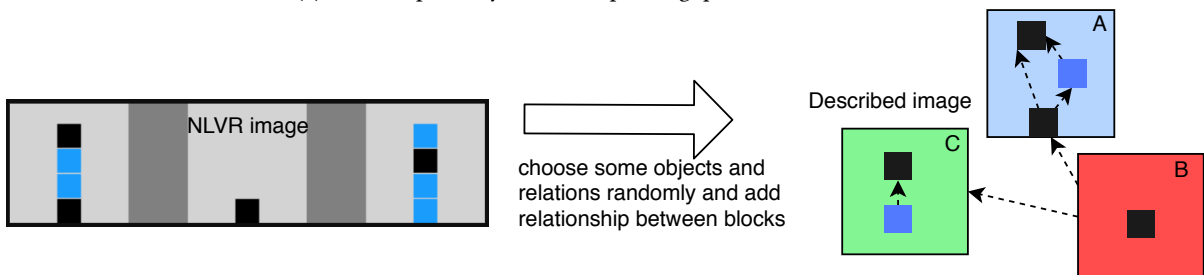 NLVR image
choose some objects and
relations randomly and add
relationship between blocks
Described image
A
C
B